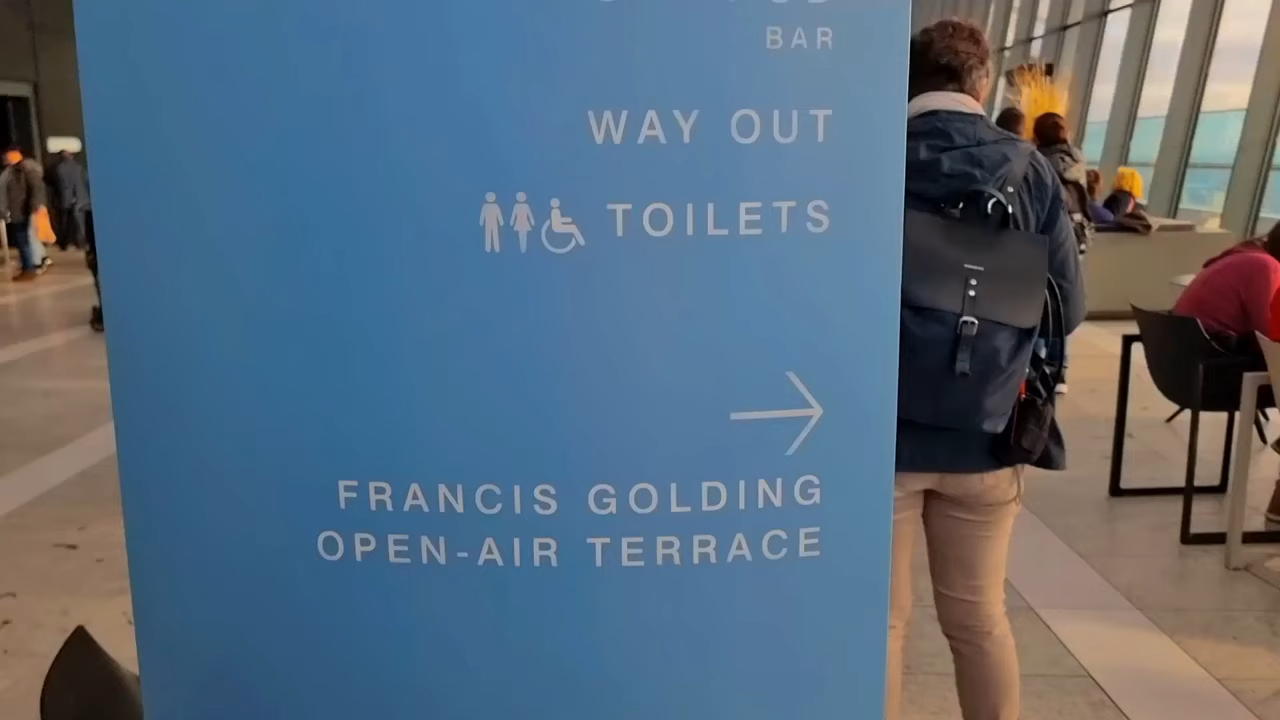 BAR
WAY OUT
TOILETS
FRANCIS GOLDING
OPEN-AIR TERRACE